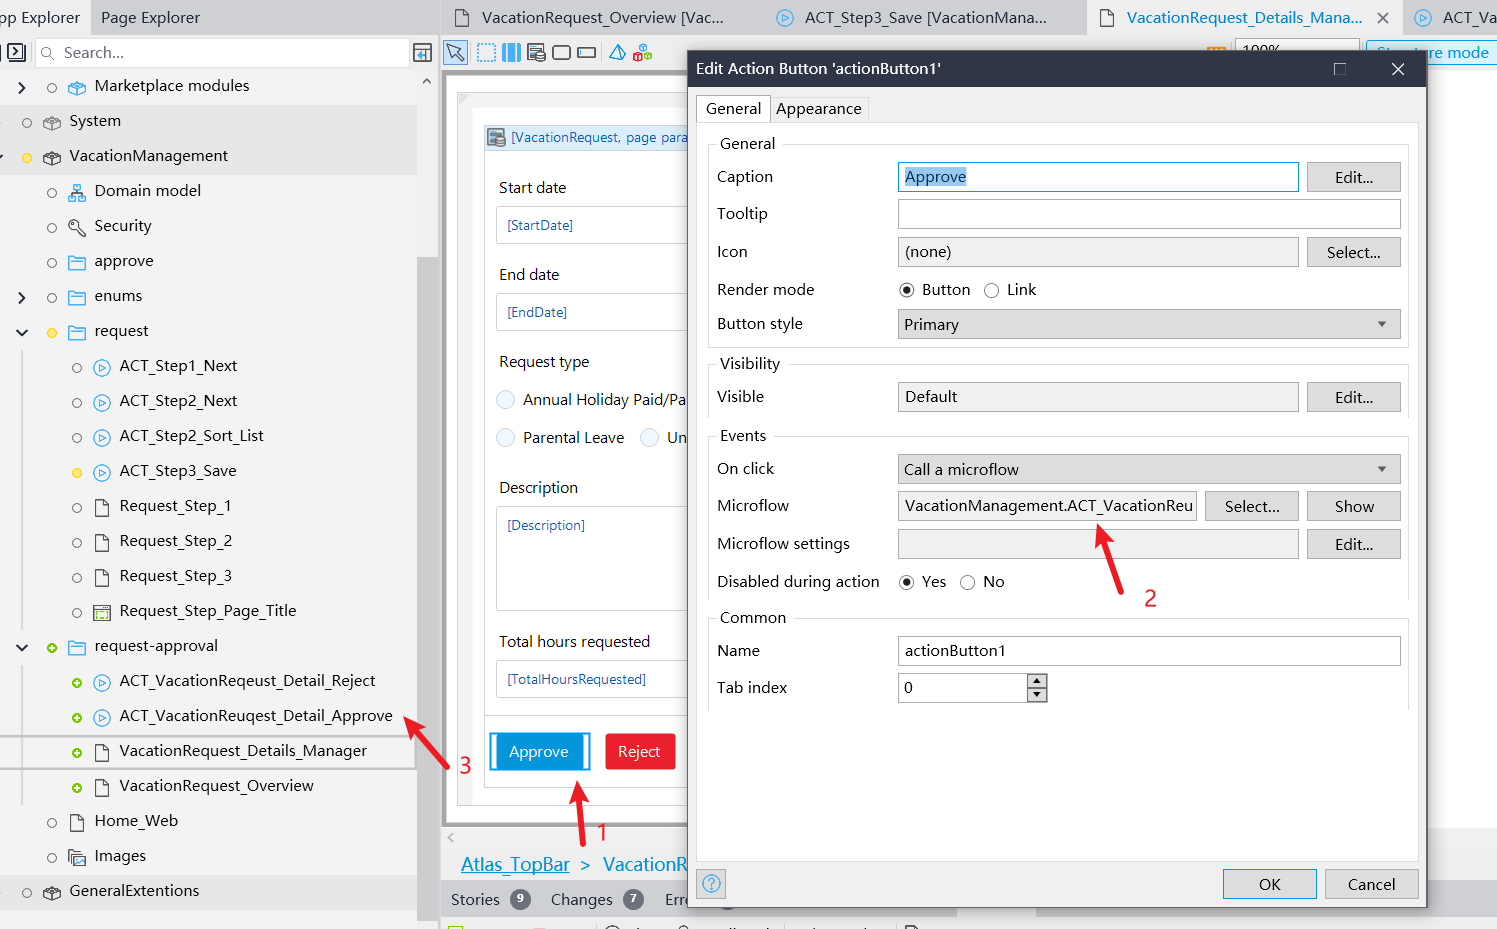 pp Explorer
Page Explorer
VacationRequest_Overview [Vac...
ACT_Step3_Save [VacationMana...
VacationRequest_Details_Mana...
ACT_Va
Search...
100%
re mode
Marketplace modules
System
VacationManagement
Domain model
Security
approve
enums
request
ACT_Step1_Next
ACT_Step2_Next
ACT_Step2_Sort_List
ACT_Step3_Save
Request_Step_1
Request_Step_2
Request_Step_3
Request_Step_Page_Title
request-approval
ACT_VacationReqeust_Detail_Reject
ACT_VacationReuqest_Detail_Approve
VacationRequest_Details_Manager
VacationRequest_Overview
Home_Web
Images
GeneralExtentions
3
[VacationRequest, page para
Start date
[StartDate]
End date
[EndDate]
Request type
Annual Holiday Paid/Pa
Parental Leave
Un
Description
[Description]
Total hours requested
[TotalHoursRequested]
Approve
Reject
1
Atlas_TopBar > VacationR
Stories 9
Changes 7
Err
Edit Action Button 'actionButton1'
General
Appearance
General
Caption
Approve
Edit...
Tooltip
Icon
(none)
Select...
Render mode
Button
Link
Button style
Primary
Visibility
Visible
Default
Edit...
Events
On click
Call a microflow
Microflow
VacationManagement.ACT_VacationReu
Select...
Show
Microflow settings
Edit...
Disabled during action
Yes
No
2
Common
Name
actionButton1
Tab index
0
?
OK
Cancel